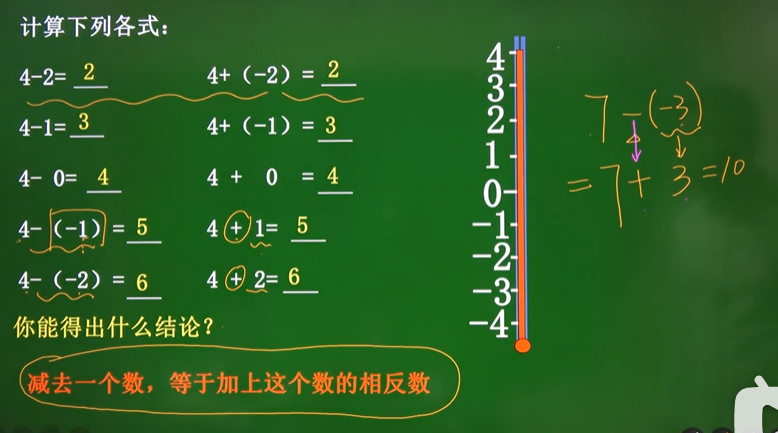 计算下列各式：
4-2= 2 4+（-2）= 2
4-1= 3 4+（-1）= 3
4- 0= 4 4 + 0 = 4
4-（-1）= 5 4 + 1= 5
4-（-2）= 6 4 + 2= 6
你能得出什么结论？
减去一个数，等于加上这个数的相反数
4
3
2
1
0
-1
-2
-3
-4
7-(-3)
=7+3=10